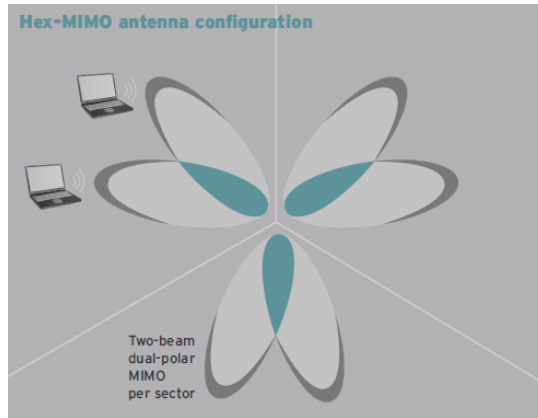 Hex-MIMO antenna configuration
Two-beam
dual-polar
MIMO
per sector